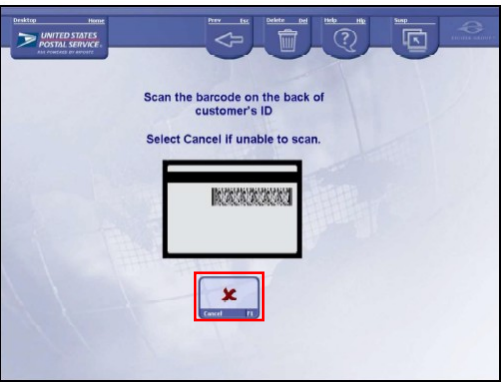 Desktop Home
UNITED STATES
POSTAL SERVICE®
Prev Esc
Delete Del
Help Hlp
Susp
Scan the barcode on the back of
customer's ID
Select Cancel if unable to scan.
Cancel F1